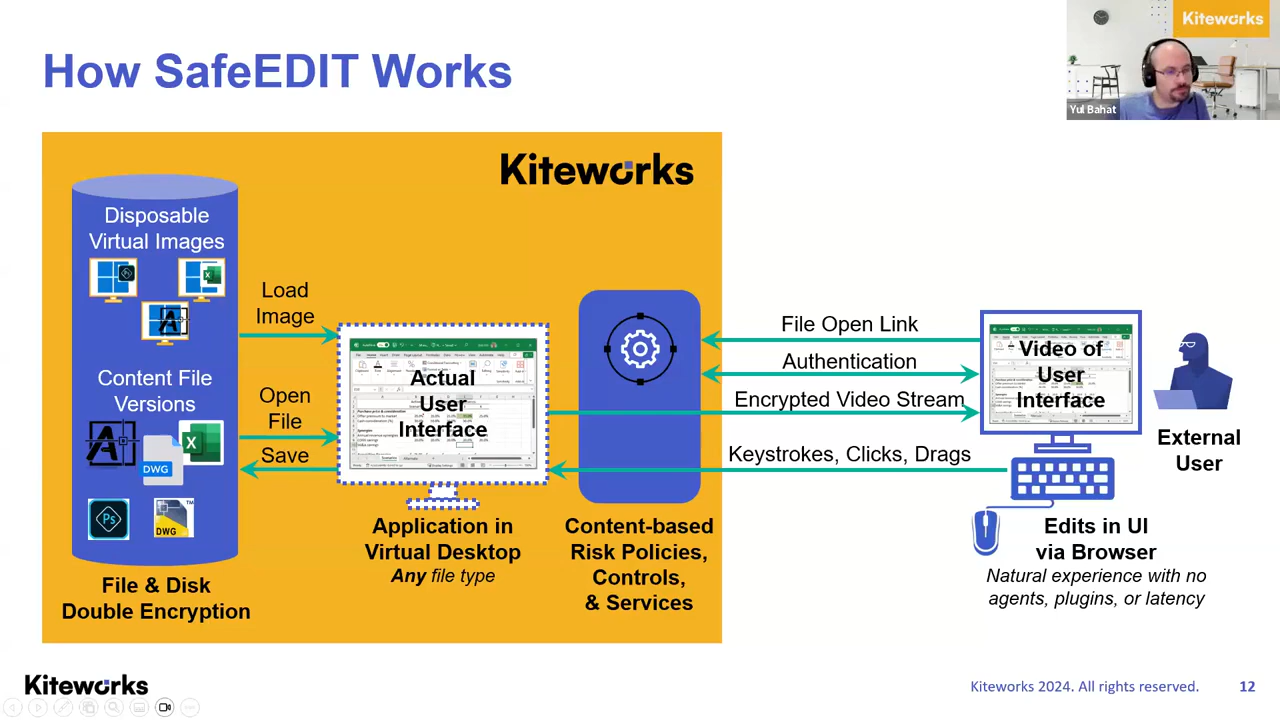 How SafeEDIT Works
Kiteworks
Yul Bahat
Kiteworks
Disposable
Virtual Images
Load
Image
Content File
Versions
DWG
Ps
DWG
Open
File
Save
Actual
User
Interface
File Open Link
Authentication
Encrypted Video Stream
Keystrokes, Clicks, Drags
Video of
User
Interface
External
User
File & Disk
Double Encryption
Application in
Virtual Desktop
Any file type
Content-based
Risk Policies,
Controls,
& Services
Edits in UI
via Browser
Natural experience with no
agents, plugins, or latency
Kiteworks
Kiteworks 2024. All rights reserved.
12